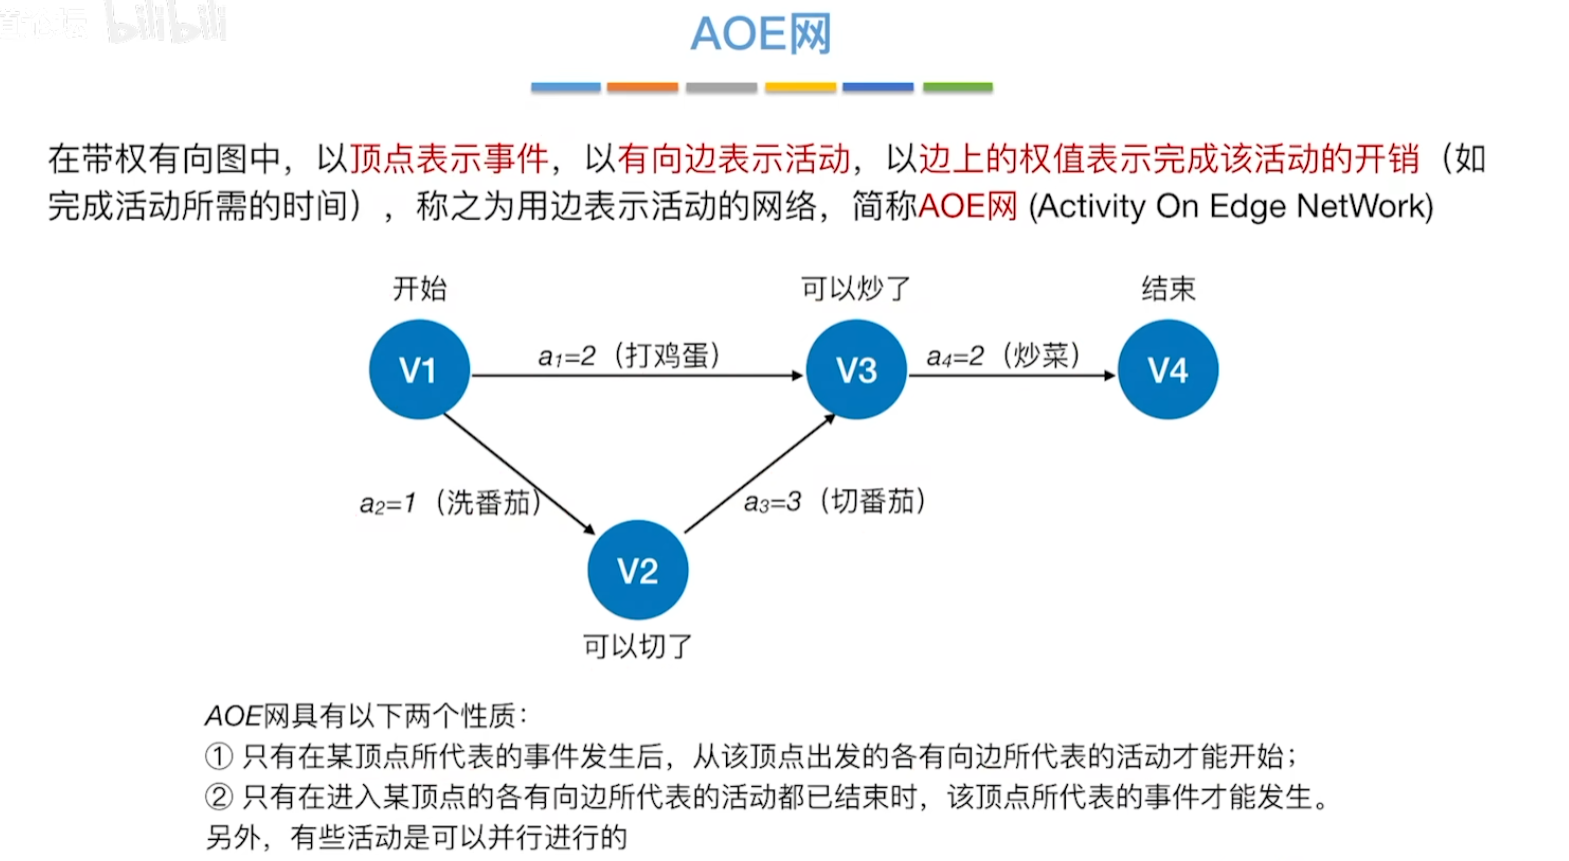 bilibili
AOE网
在带权有向图中，以顶点表示事件，以有向边表示活动，以边上的权值表示完成该活动的开销（如
完成活动所需的时间），称之为用边表示活动的网络，简称AOE网 (Activity On Edge NetWork)
开始
可以炒了
结束
V1
a₁=2（打鸡蛋）
V3
a₄=2（炒菜）
V4
a₂=1（洗番茄）
a₃=3（切番茄）
V2
可以切了
AOE网具有以下两个性质：
① 只有在某顶点所代表的事件发生后，从该顶点出发的各有向边所代表的活动才能开始；
② 只有在进入某顶点的各有向边所代表的活动都已结束时，该顶点所代表的事件才能发生。
另外，有些活动是可以并行进行的